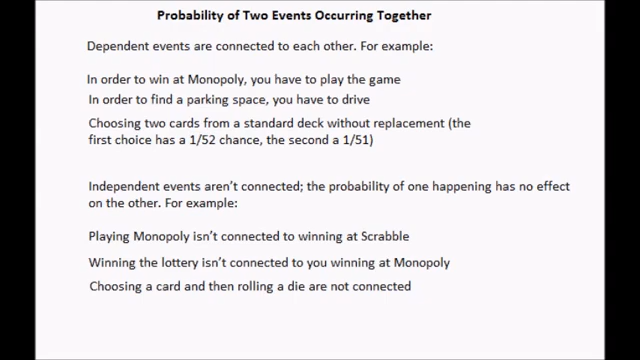 Probability of Two Events Occurring Together
Dependent events are connected to each other. For example:
In order to win at Monopoly, you have to play the game
In order to find a parking space, you have to drive
Choosing two cards from a standard deck without replacement (the
first choice has a 1/52 chance, the second a 1/51)
Independent events aren't connected; the probability of one happening has no effect
on the other. For example:
Playing Monopoly isn't connected to winning at Scrabble
Winning the lottery isn't connected to you winning at Monopoly
Choosing a card and then rolling a die are not connected